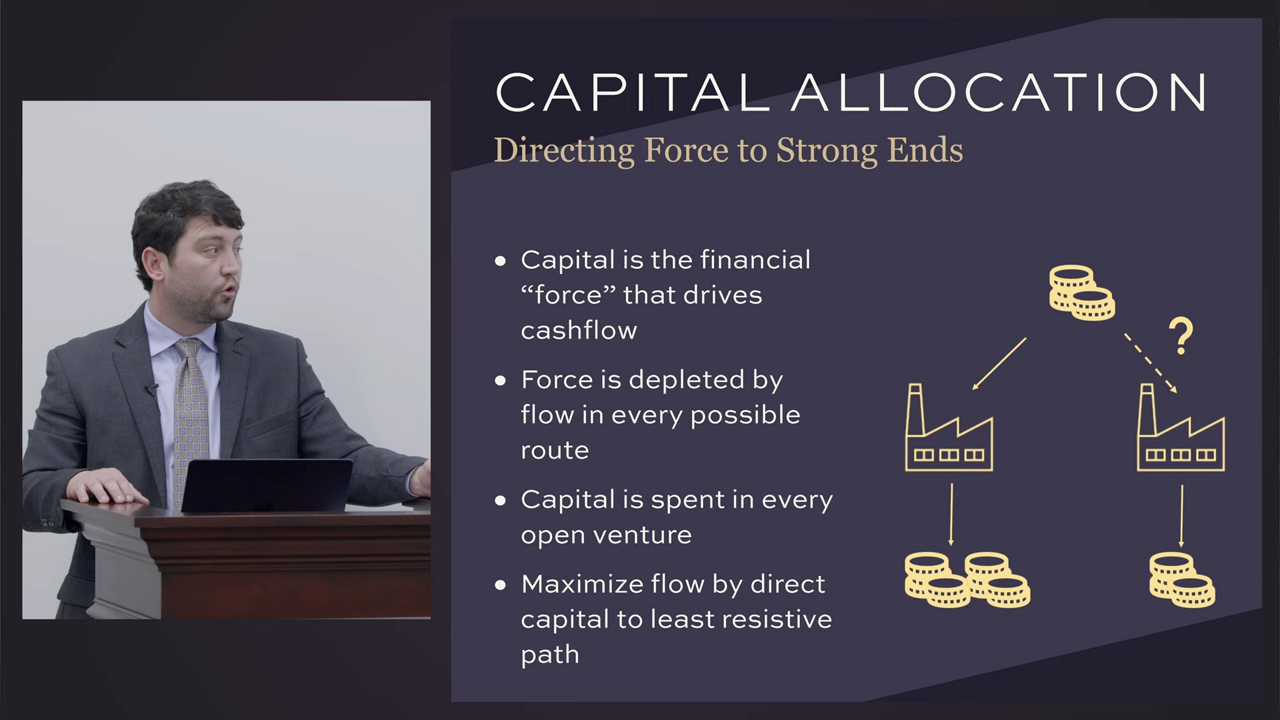 CAPITAL ALLOCATION
Directing Force to Strong Ends
• Capital is the financial
“force” that drives
cashflow
• Force is depleted by
flow in every possible
route
• Capital is spent in every
open venture
• Maximize flow by direct
capital to least resistive
path
?